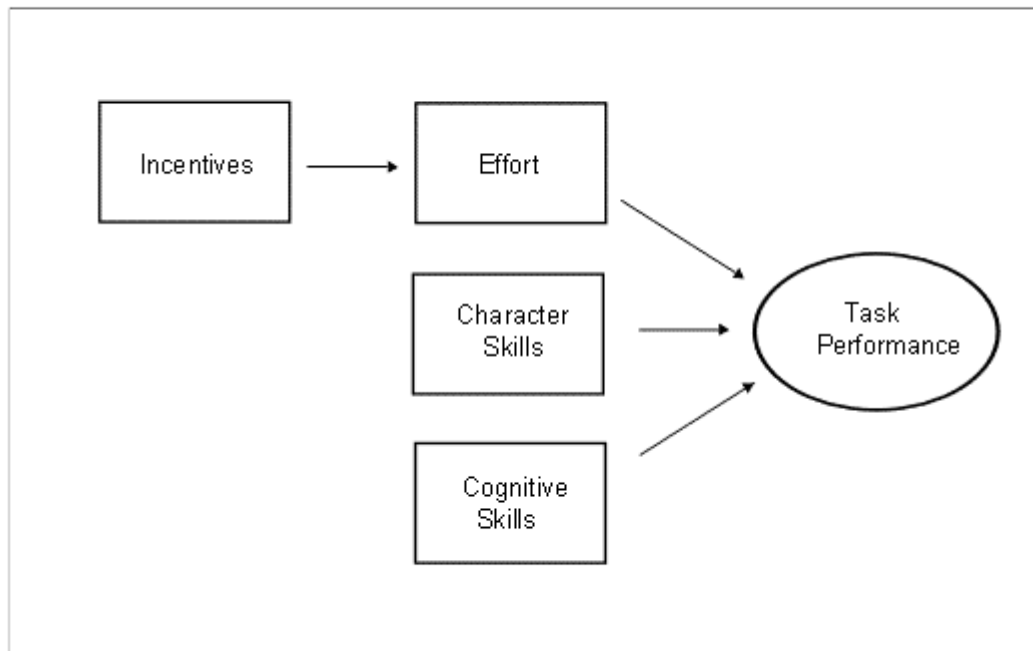 Incentives
Effort
Character
Skills
Cognitive
Skills
Task
Performance